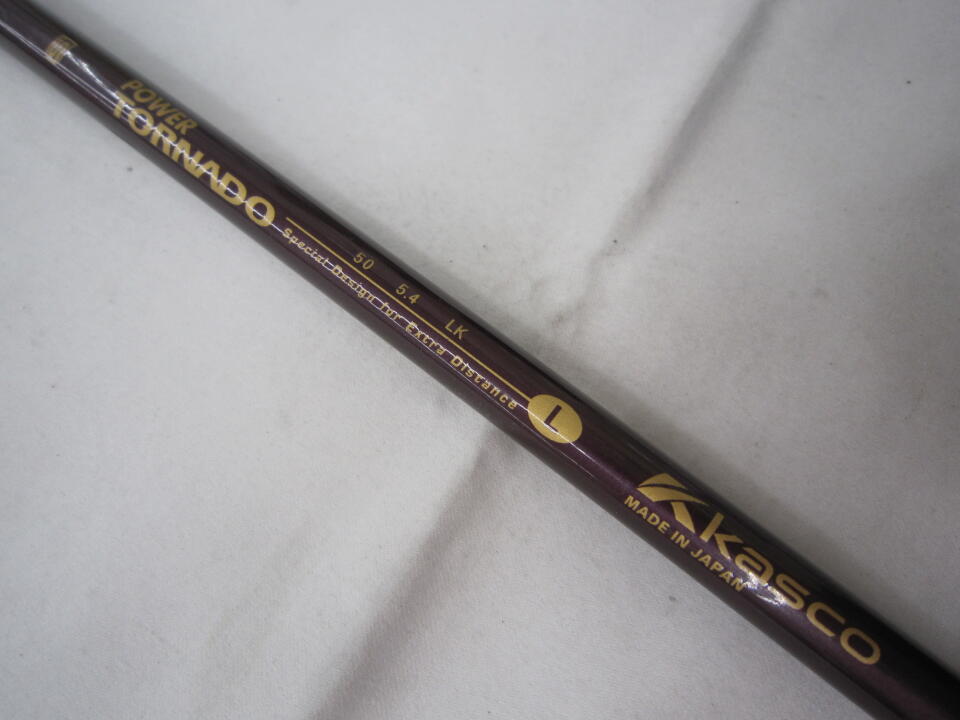 POWER
TORNADO
50 5.4 LK
Special Design for Extra Distance
L
kasco
MADE IN JAPAN